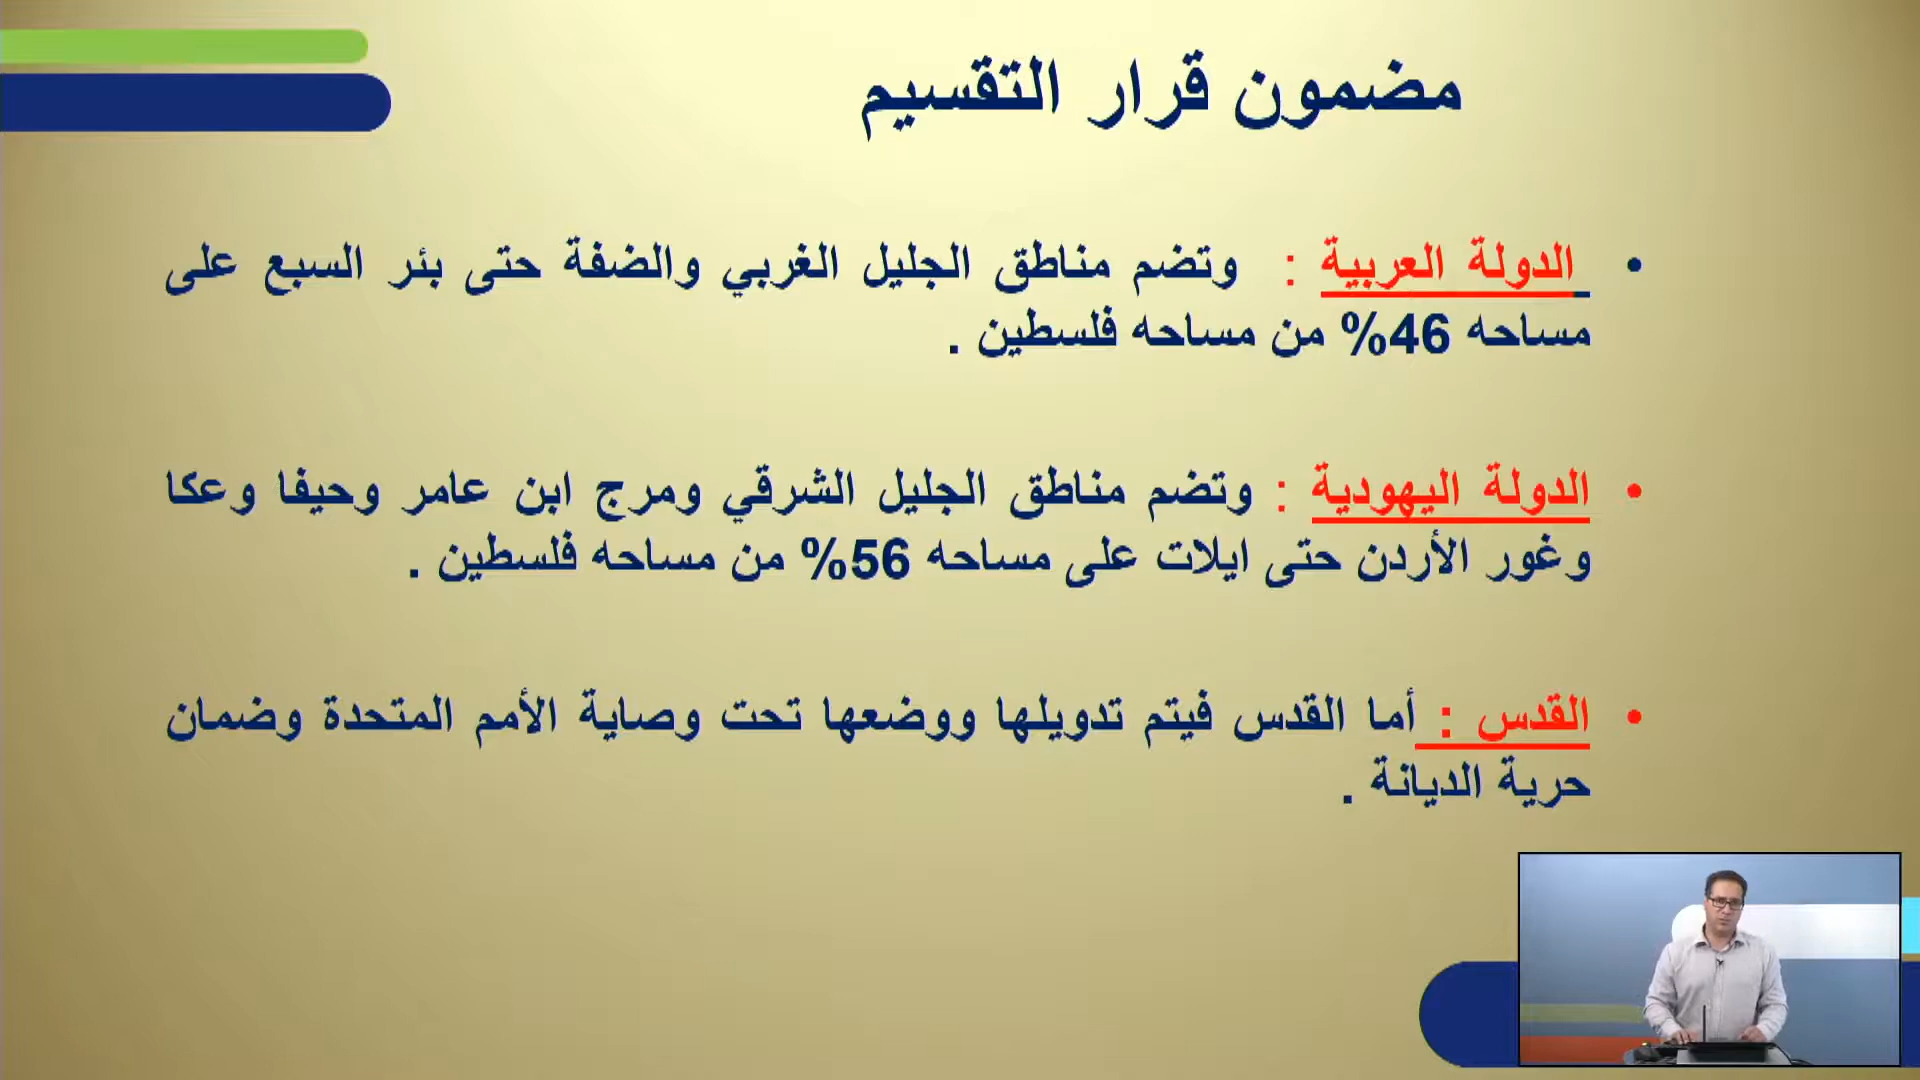 مضمون قرار التقسيم
• الدولة العربية : وتضم مناطق الجليل الغربي والضفة حتى بئر السبع على
مساحه 46% من مساحه فلسطين .
• الدولة اليهودية : وتضم مناطق الجليل الشرقي ومرج ابن عامر وحيفا وعكا
وغور الأردن حتى ايلات على مساحه 56% من مساحه فلسطين .
• القدس : أما القدس فيتم تدويلها ووضعها تحت وصاية الأمم المتحدة وضمان
حرية الديانة .